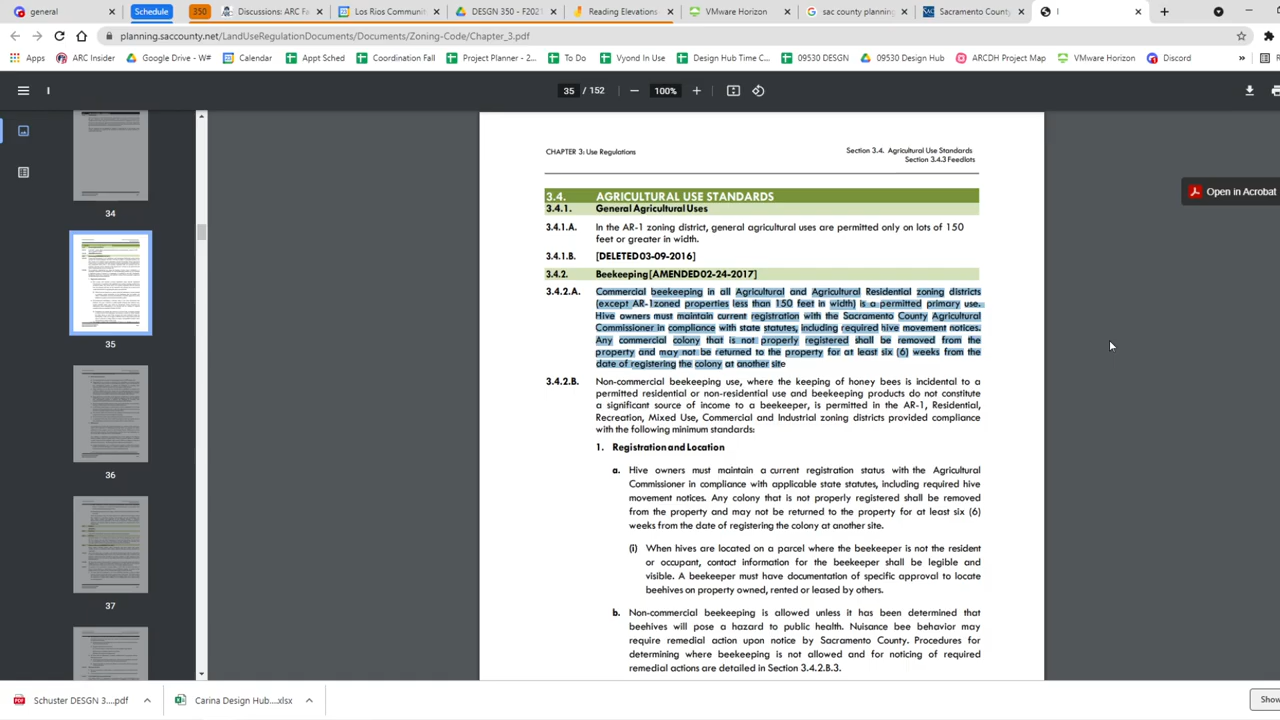 general
Schedule
350
Discussions: ARC Fa
Los Rios Communit
DESGN 350 - F2021
Reading Elevations
VMware Horizon
sac county planning
Sacramento County
planning.saccounty.net/LandUseRegulationDocuments/Documents/Zoning-Code/Chapter_3.pdf
Apps
ARC Insider
Google Drive - W#
Calendar
Appt Sched
Coordination Fall
Project Planner - 2...
To Do
Vyond In Use
Design Hub Time C...
09530 DESGN
09530 Design Hub
ARCDH Project Map
VMware Horizon
Discord
35 / 152
100%
Open in Acrobat
34
35
36
37
CHAPTER 3: Use Regulations
Section 3.4. Agricultural Use Standards
Section 3.4.3 Feedlots
3.4. AGRICULTURAL USE STANDARDS
3.4.1. General Agricultural Uses
3.4.1.A. In the AR-1 zoning district, general agricultural uses are permitted only on lots of 150
feet or greater in width.
3.4.1.B. [DELETED 03-09-2016]
3.4.2. Beekeeping [AMENDED 02-24-2017]
3.4.2.A. Commercial beekeeping in all Agricultural and Agricultural Residential zoning districts
(except AR-1zoned properties less than 150 feet in width) is a permitted primary use.
Hive owners must maintain current registration with the Sacramento County Agricultural
Commissioner in compliance with state statutes, including required hive movement notices.
Any commercial colony that is not properly registered shall be removed from the
property and may not be returned to the property for at least six (6) weeks from the
date of registering the colony at another site
3.4.2.B. Non-commercial beekeeping use, where the keeping of honey bees is incidental to a
permitted residential or non-residential use and beekeeping products do not constitute
a significant source of income to a beekeeper, is permitted in the AR-1, Residential,
Recreation, Mixed Use, Commercial and Industrial zoning districts provided compliance
with the following minimum standards:
1. Registration and Location
a. Hive owners must maintain a current registration status with the Agricultural
Commissioner in compliance with applicable state statutes, including required hive
movement notices. Any colony that is not properly registered shall be removed
from the property and may not be returned to the property for at least six (6)
weeks from the date of registering the colony at another site.
(i) When hives are located on a parcel where the beekeeper is not the resident
or occupant, contact information for the beekeeper shall be legible and
visible. A beekeeper must have documentation of specific approval to locate
beehives on property owned, rented or leased by others.
b. Non-commercial beekeeping is allowed unless it has been determined that
beehives will pose a hazard to public health. Nuisance bee behavior may
require remedial action upon notice by Sacramento County. Procedures for
determining where beekeeping is not allowed and for noticing of required
remedial actions are detailed in Section 3.4.2.B.3.
Schuster DESGN 3....pdf
Carina Design Hub....xlsx
Show